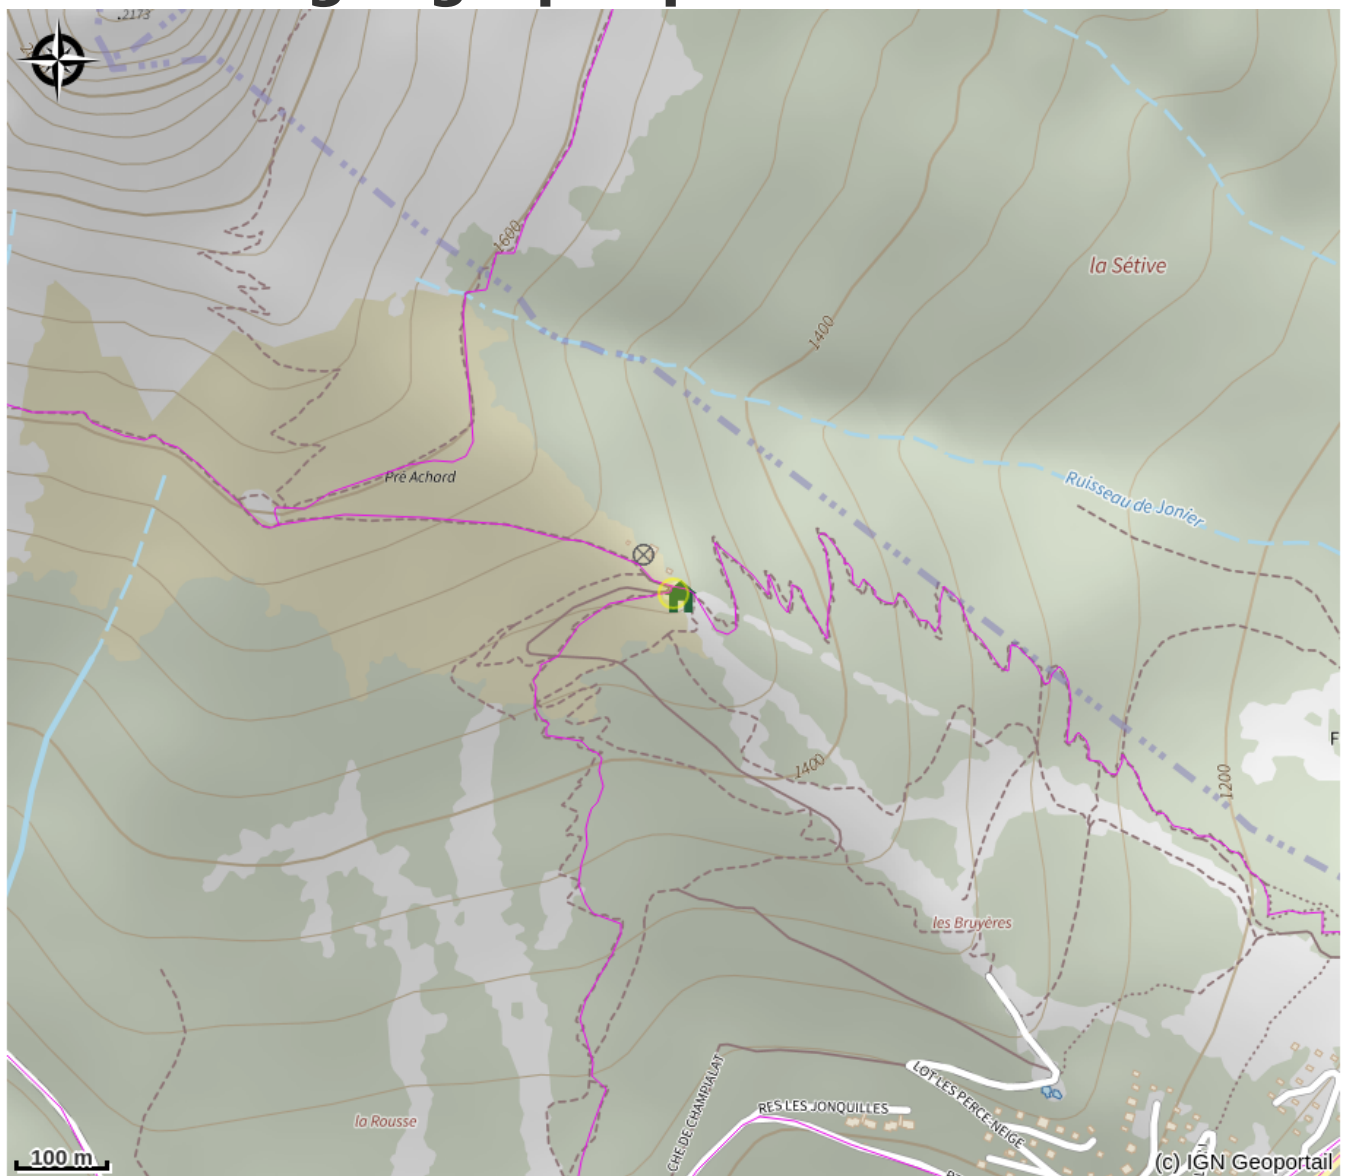 .2173
1600
la Sétive
1400
Pré Achord
Ruisseau de Jonier
F
1400
1200
les Bruyères
CHE DE CHAMPIALAT
LOT LES PERCE-NEIGE
RES LES JONQUILLES
la Rousse
100 m
(c) IGN Geoportail